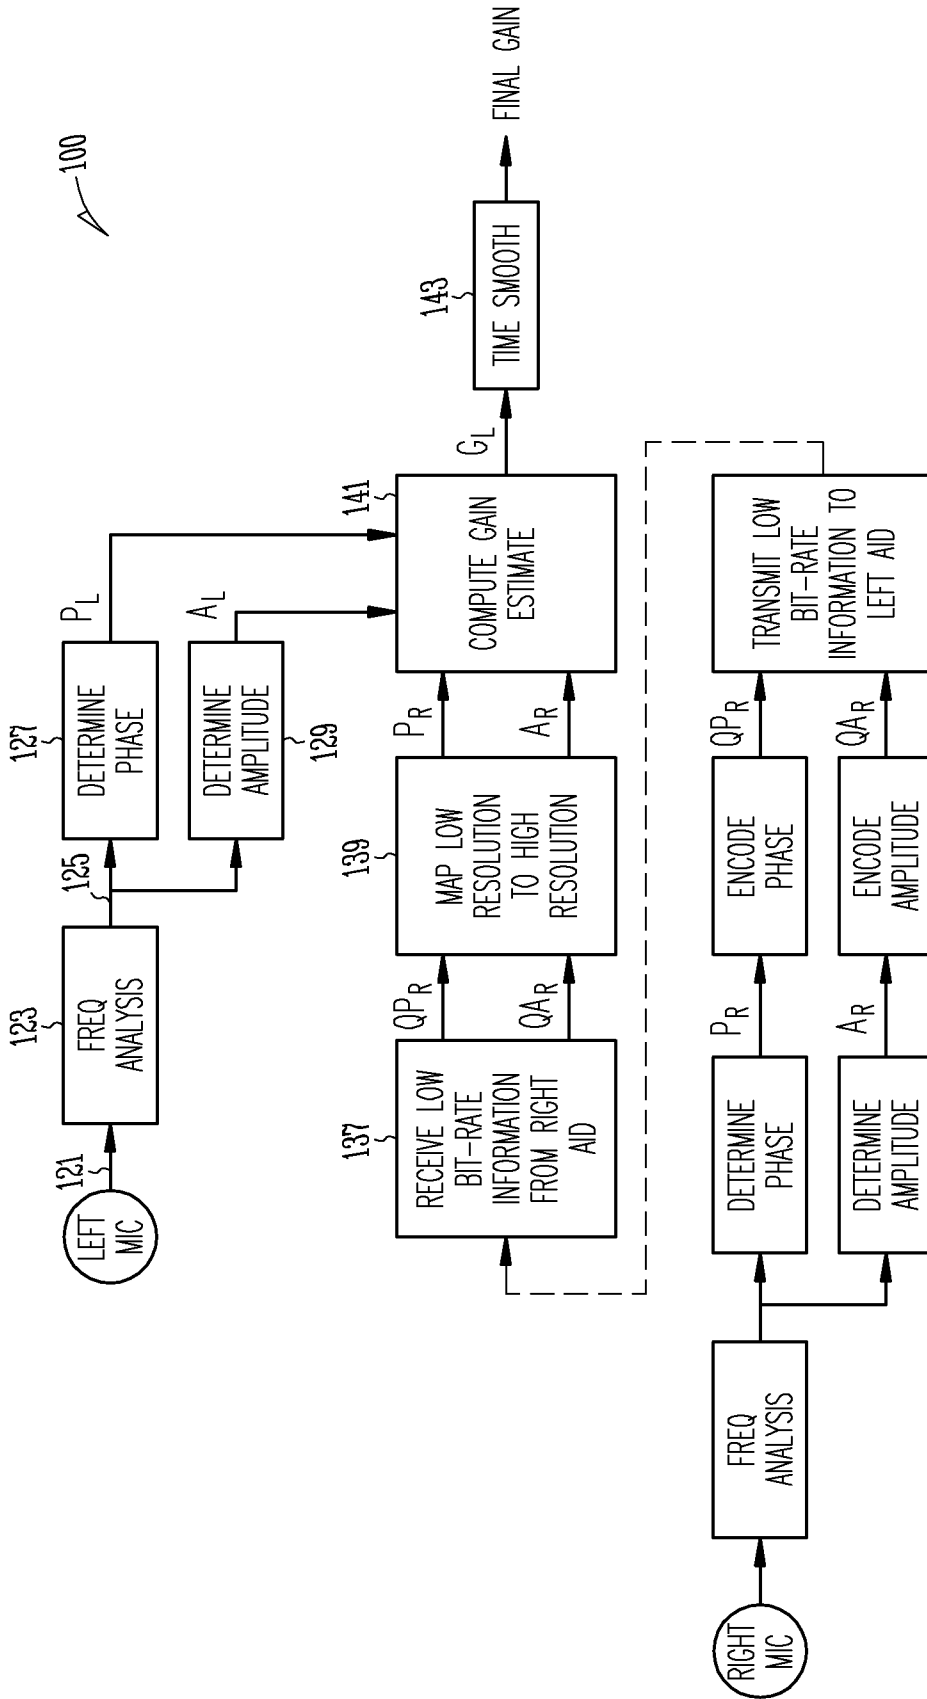 100
LEFT
MIC
121
123
FREQ
ANALYSIS
125
127
DETERMINE
PHASE
P_L
DETERMINE
AMPLITUDE
129
A_L
137
RECEIVE LOW
BIT-RATE
INFORMATION
FROM RIGHT
AID
QP_R
QA_R
139
MAP LOW
RESOLUTION
TO HIGH
RESOLUTION
P_R
A_R
141
COMPUTE GAIN
ESTIMATE
G_L
143
TIME SMOOTH
FINAL GAIN
RIGHT
MIC
FREQ
ANALYSIS
DETERMINE
PHASE
P_R
ENCODE
PHASE
QP_R
DETERMINE
AMPLITUDE
A_R
ENCODE
AMPLITUDE
QA_R
TRANSMIT LOW
BIT-RATE
INFORMATION TO
LEFT AID